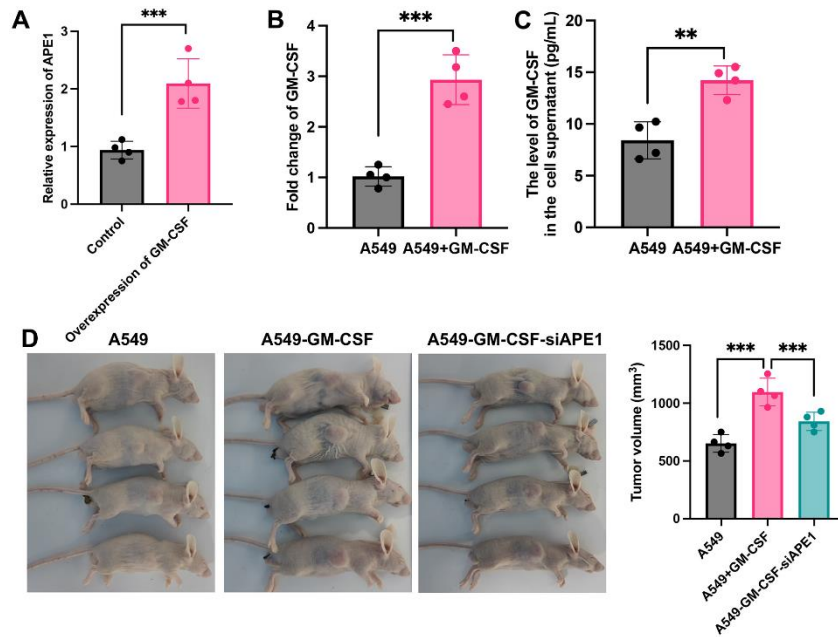 A
Relative expression of APE1
3
2
1
0
***
Control
Overexpression of GM-CSF
B
Fold change of GM-CSF
4
3
2
1
0
***
A549 A549+GM-CSF
C
The level of GM-CSF
in the cell supernatant (pg/mL)
20
15
10
5
0
**
A549 A549+GM-CSF
D
A549 A549-GM-CSF A549-GM-CSF-siAPE1
Tumor volume (mm³)
1500
1000
500
0
*** ***
A549
A549+GM-CSF
A549-GM-CSF-siAPE1